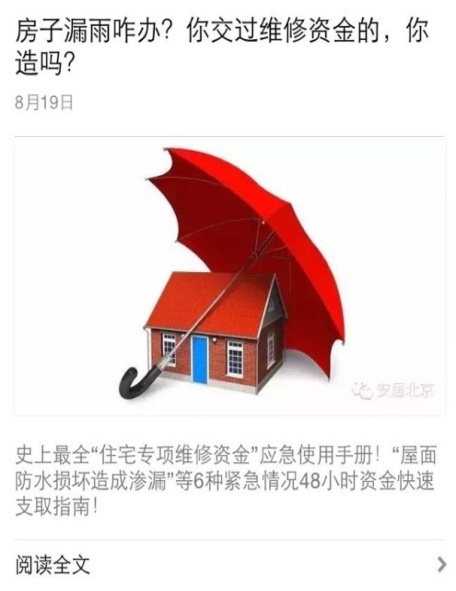 房子漏雨咋办？你交过维修资金的，你
造吗？
8月19日
安居北京
史上最全“住宅专项维修资金”应急使用手册！“屋面
防水损坏造成渗漏”等6种紧急情况48小时资金快速
支取指南！
阅读全文